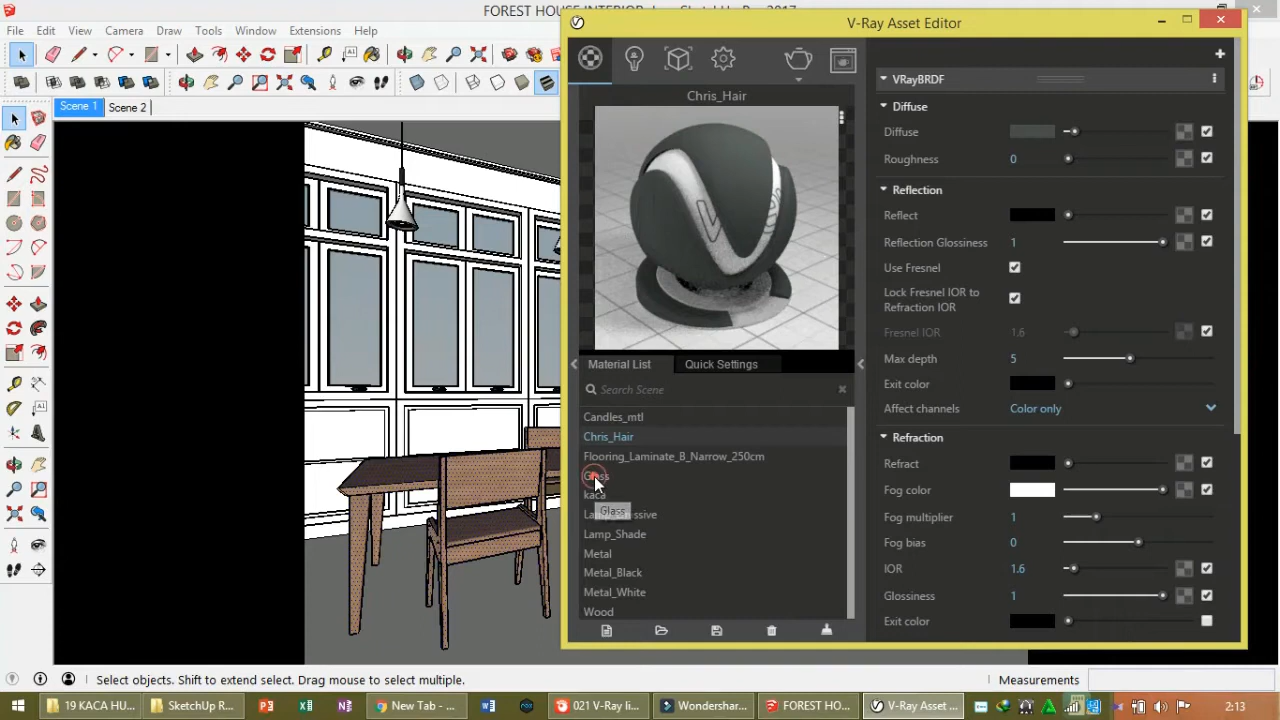 FOREST HOUSE INTERIOR
V-Ray Asset Editor
File Edit View Camera Draw Tools Window Extensions Help
Scene 1 Scene 2
Chris_Hair
Material List Quick Settings
Search Scene
Candles_mtl
Chris_Hair
Flooring_Laminate_B_Narrow_250cm
Glass
kaca
Glass
Lamp_Shade
Metal
Metal_Black
Metal_White
Wood
VRayBRDF
Diffuse
Diffuse
Roughness 0
Reflection
Reflect
Reflection Glossiness 1
Use Fresnel
Lock Fresnel IOR to
Refraction IOR
Fresnel IOR 1.6
Max depth 5
Exit color
Affect channels Color only
Refraction
Refract
Fog color
Fog multiplier 1
Fog bias 0
IOR 1.6
Glossiness 1
Exit color
Select objects. Shift to extend select. Drag mouse to select multiple. Measurements
19 KACA HU... SketchUp R... New Tab - ... 021 V-Ray li... Wondershar... FOREST HO... V-Ray Asset ... 2:13